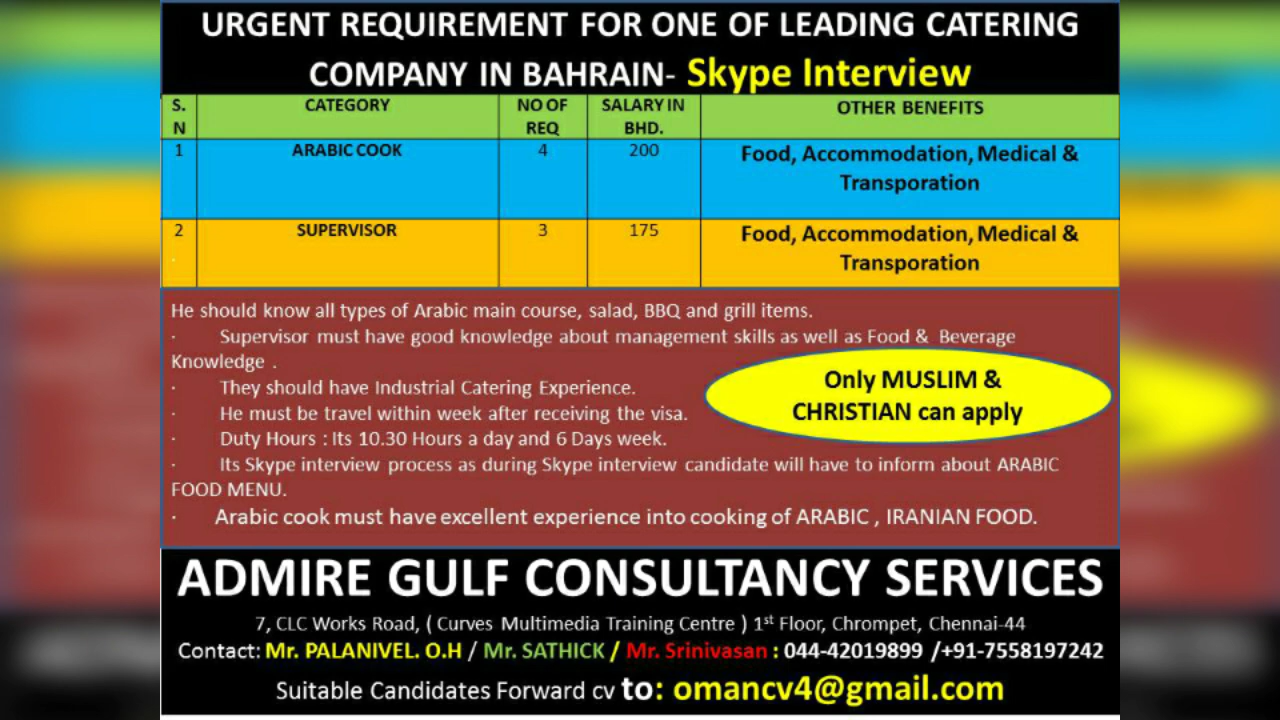 URGENT REQUIREMENT FOR ONE OF LEADING CATERING
COMPANY IN BAHRAIN- Skype Interview
S. N CATEGORY NO OF REQ SALARY IN BHD. OTHER BENEFITS
1 ARABIC COOK 4 200 Food, Accommodation, Medical &
Transporation
2 SUPERVISOR 3 175 Food, Accommodation, Medical &
. Transporation
He should know all types of Arabic main course, salad, BBQ and grill items.
· Supervisor must have good knowledge about management skills as well as Food & Beverage
Knowledge .
· They should have Industrial Catering Experience.
· He must be travel within week after receiving the visa.
· Duty Hours : Its 10.30 Hours a day and 6 Days week.
Only MUSLIM &
CHRISTIAN can apply
· Its Skype interview process as during Skype interview candidate will have to inform about ARABIC
FOOD MENU.
· Arabic cook must have excellent experience into cooking of ARABIC , IRANIAN FOOD.
ADMIRE GULF CONSULTANCY SERVICES
7, CLC Works Road, ( Curves Multimedia Training Centre ) 1st Floor, Chrompet, Chennai-44
Contact: Mr. PALANIVEL. O.H / Mr. SATHICK / Mr. Srinivasan : 044-42019899 /+91-7558197242
Suitable Candidates Forward cv to: omancv4@gmail.com